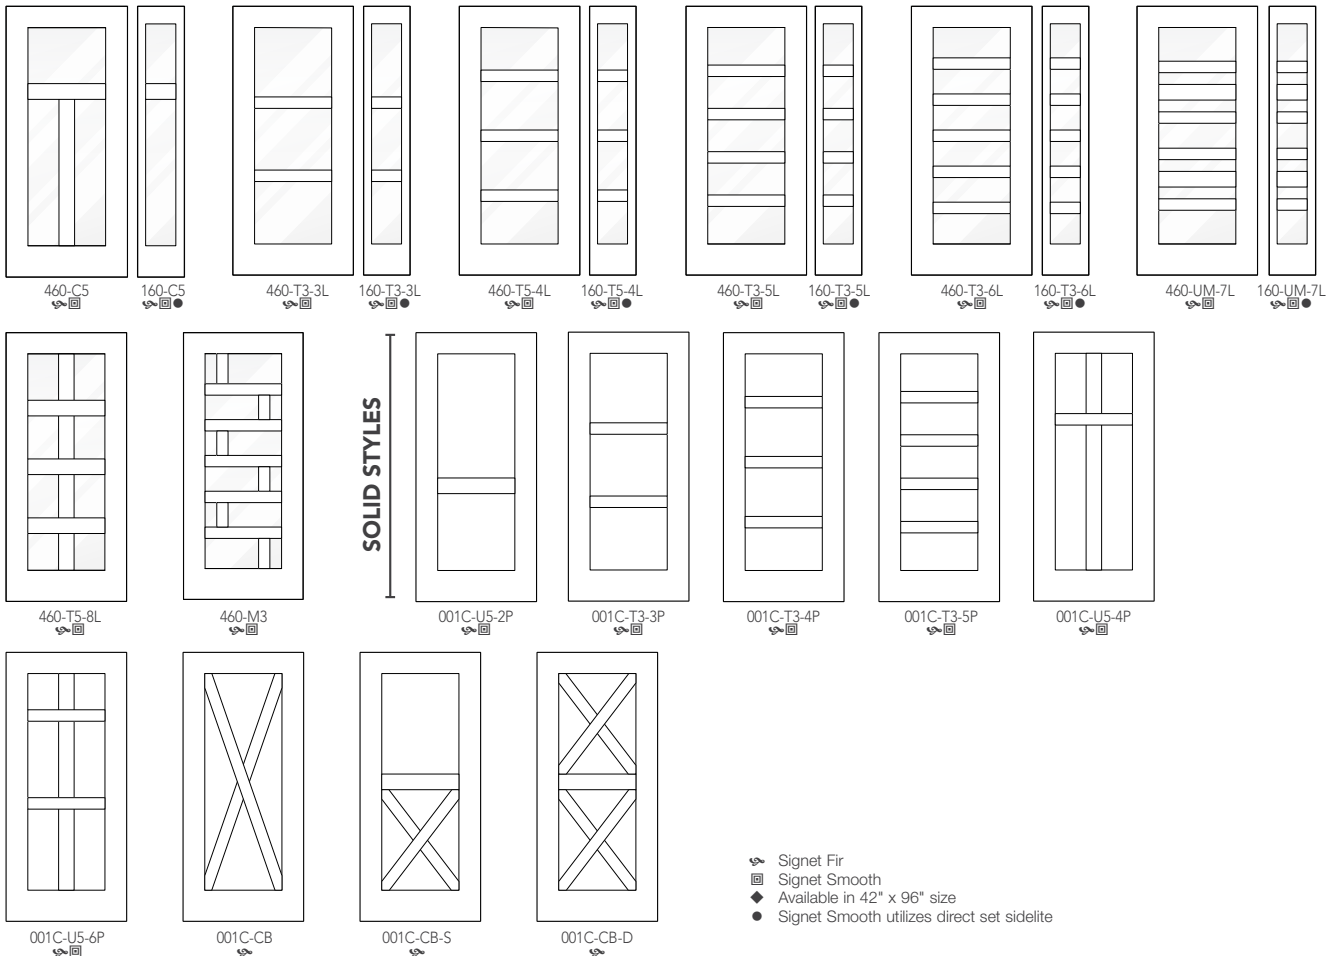 460-C5
160-C5
460-T3-3L
160-T3-3L
460-T5-4L
160-T5-4L
460-T3-5L
160-T3-5L
460-T3-6L
160-T3-6L
460-UM-7L
160-UM-7L
460-T5-8L
460-M3
SOLID STYLES
001C-U5-2P
001C-T3-3P
001C-T3-4P
001C-T3-5P
001C-U5-4P
001C-U5-6P
001C-CB
001C-CB-S
001C-CB-D
Signet Fir
Signet Smooth
Available in 42" x 96" size
Signet Smooth utilizes direct set sidelite